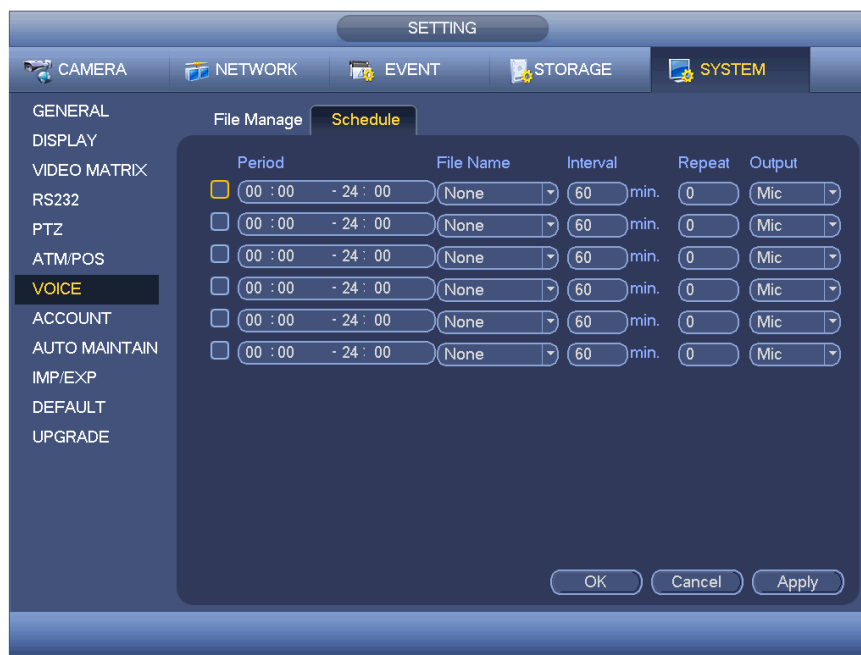 SETTING
CAMERA NETWORK EVENT STORAGE SYSTEM
GENERAL
DISPLAY
VIDEO MATRIX
RS232
PTZ
ATM/POS
VOICE
ACCOUNT
AUTO MAINTAIN
IMP/EXP
DEFAULT
UPGRADE
File Manage Schedule
Period File Name Interval Repeat Output
00 :00 - 24 : 00 None 60 min. 0 Mic
00 :00 - 24 : 00 None 60 min. 0 Mic
00 :00 - 24 : 00 None 60 min. 0 Mic
00 :00 - 24 : 00 None 60 min. 0 Mic
00 :00 - 24 : 00 None 60 min. 0 Mic
00 :00 - 24 : 00 None 60 min. 0 Mic
OK Cancel Apply